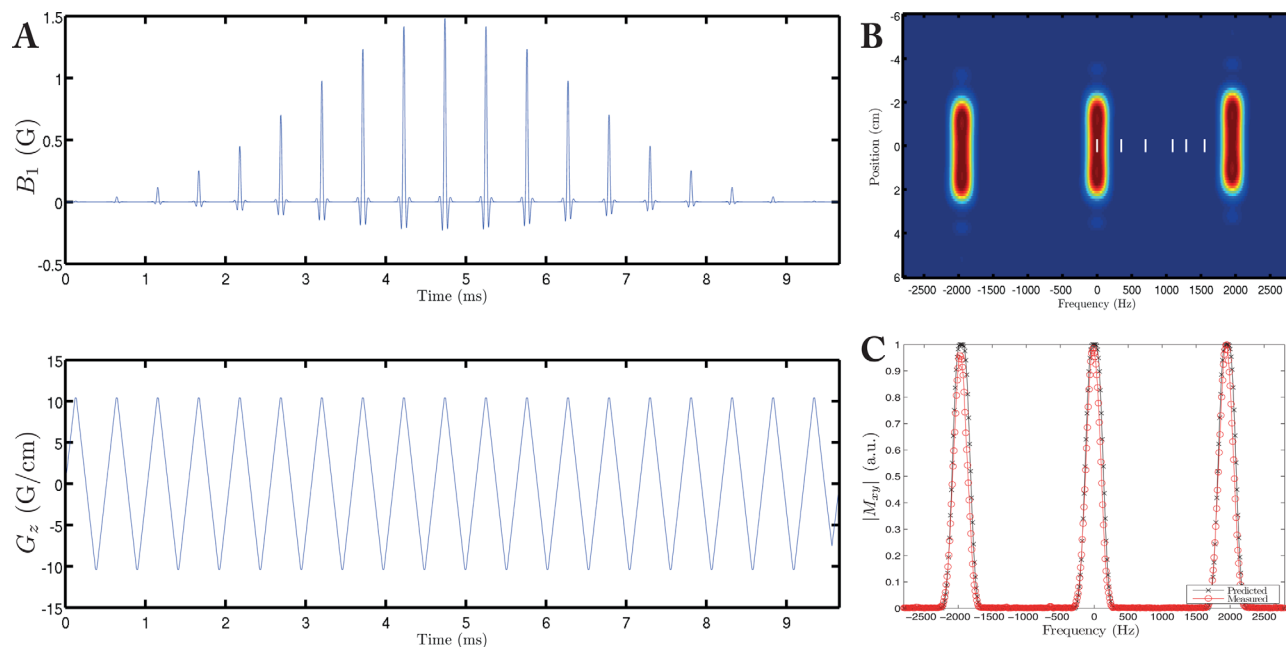 A
B₁ (G)
1.5
1
0.5
0
-0.5
0 1 2 3 4 5 6 7 8 9
Time (ms)
G_z (G/cm)
15
10
5
0
-5
-10
-15
0 1 2 3 4 5 6 7 8 9
Time (ms)
B
Position (cm)
-6
-4
-2
0
2
4
6
-2500 -2000 -1500 -1000 -500 0 500 1000 1500 2000 2500
Frequency (Hz)
C
|M_xy| (a.u.)
1
0.9
0.8
0.7
0.6
0.5
0.4
0.3
0.2
0.1
0
Predicted
Measured
−2500 −2000 −1500 −1000 −500 0 500 1000 1500 2000 2500
Frequency (Hz)